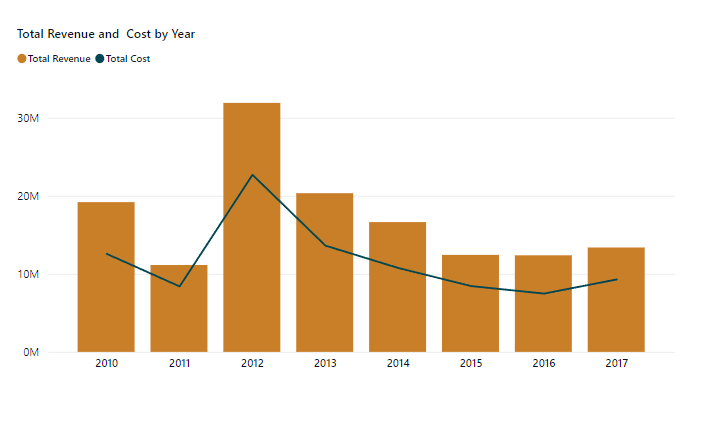 Total Revenue and  Cost by Year
Total Revenue Total Cost
30M
20M
10M
0M
2010 2011 2012 2013 2014 2015 2016 2017